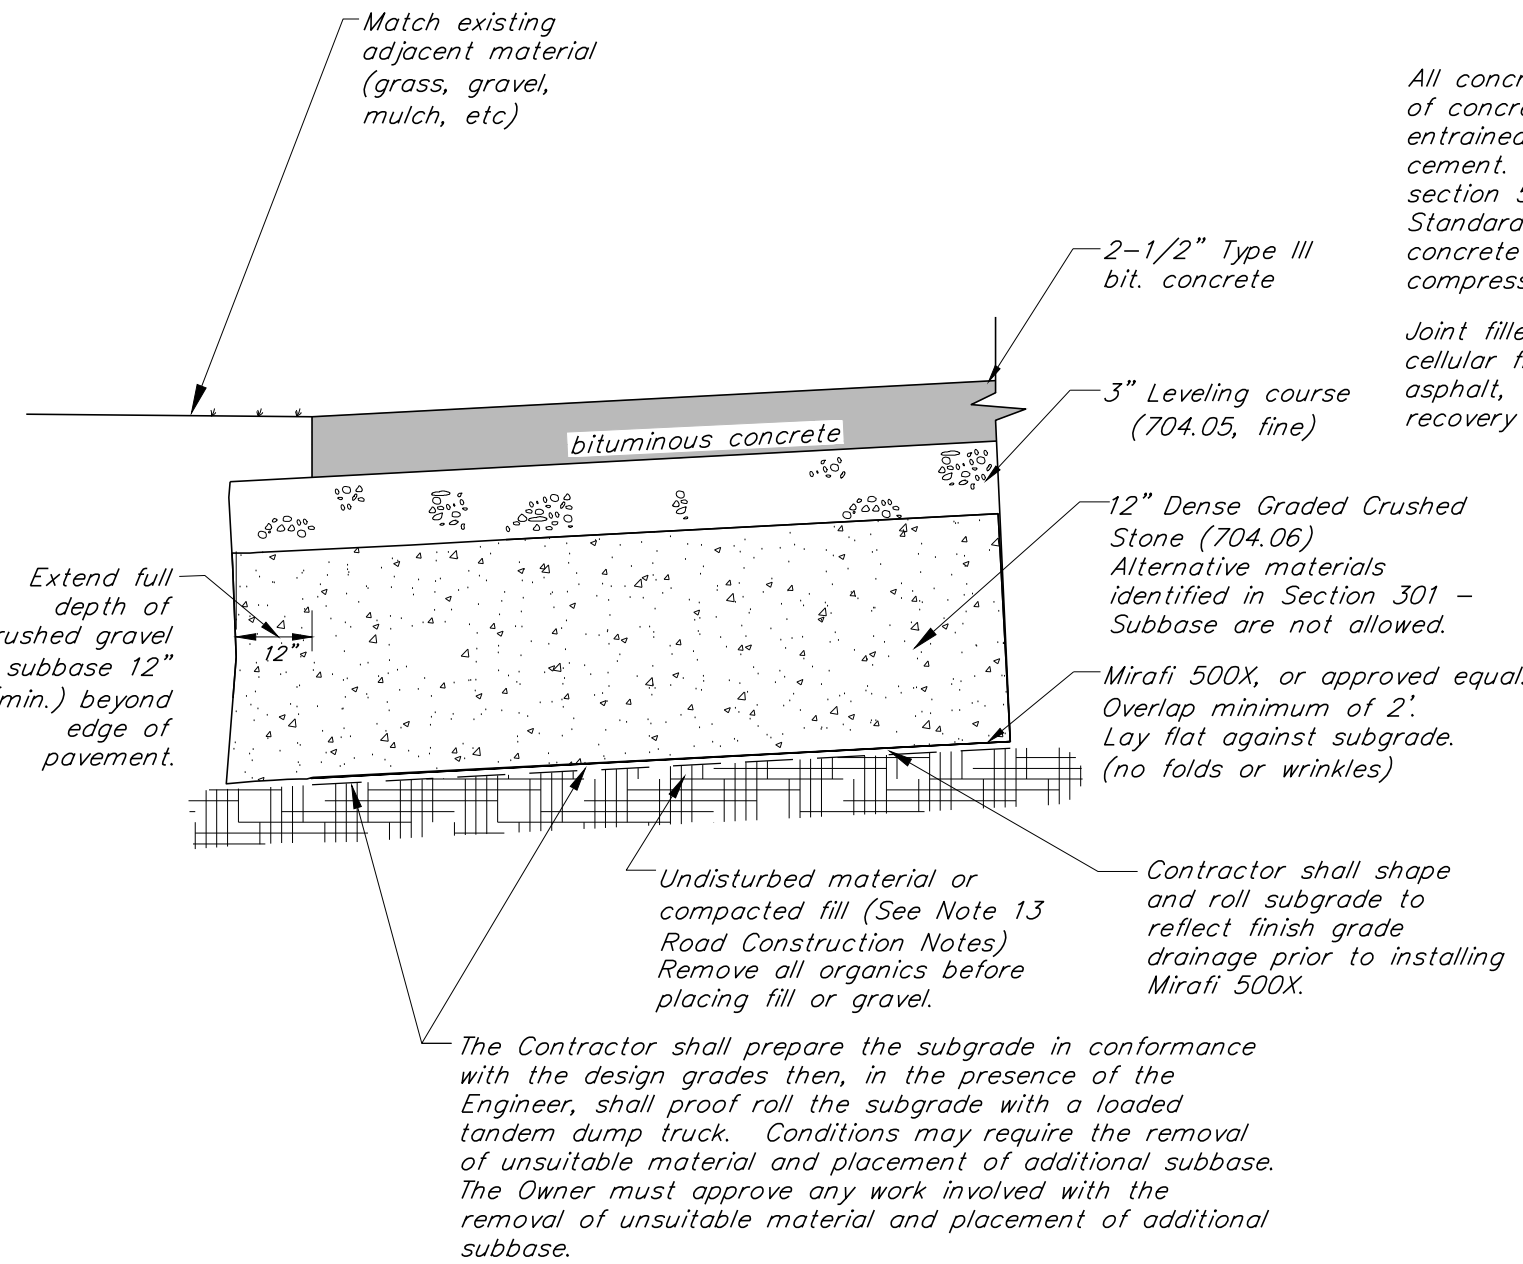 Match existing
adjacent material
(grass, gravel,
mulch, etc)
All
of
entrained
cement.
section
concrete
2-1/2" Type III
bit. concrete
Joint
cellular
asphalt,
recovery
3" Leveling course
(704.05, fine)
bituminous concrete
12" Dense Graded Crushed
Stone (704.06)
Alternative materials
identified in Section 301 -
Subbase are not allowed.
Extend full
depth of
gravel
subbase 12"
beyond
edge of
pavement.
12"
Mirafi 500X, or approved equal.
Overlap minimum of 2'.
Lay flat against subgrade.
(no folds or wrinkles)
Undisturbed material or
compacted fill (See Note 13
Road Construction Notes)
Remove all organics before
placing fill or gravel.
Contractor shall shape
and roll subgrade to
reflect finish grade
drainage prior to installing
Mirafi 500X.
The Contractor shall prepare the subgrade in conformance
with the design grades then, in the presence of the
Engineer, shall proof roll the subgrade with a loaded
tandem dump truck. Conditions may require the removal
of unsuitable material and placement of additional subbase.
The Owner must approve any work involved with the
removal of unsuitable material and placement of additional
subbase.